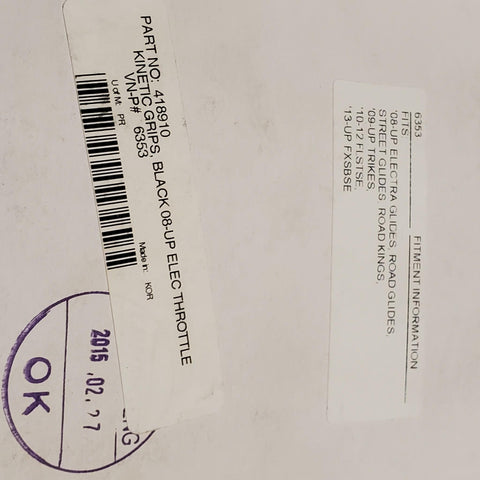 PART NO: 418910
KINETIC GRIPS, BLACK 08-UP ELEC THROTTLE
VN-P# 6353
U of M: PR
Made in: KOR
2015.02.27
NG
OK
FITMENT INFORMATION
6353
FITS
'08-UP ELECTRA GLIDES, ROAD GLIDES,
STREET GLIDES, ROAD KINGS,
'09-UP TRIKES,
'10-12 FLSTSE,
'13-UP FXSBSE